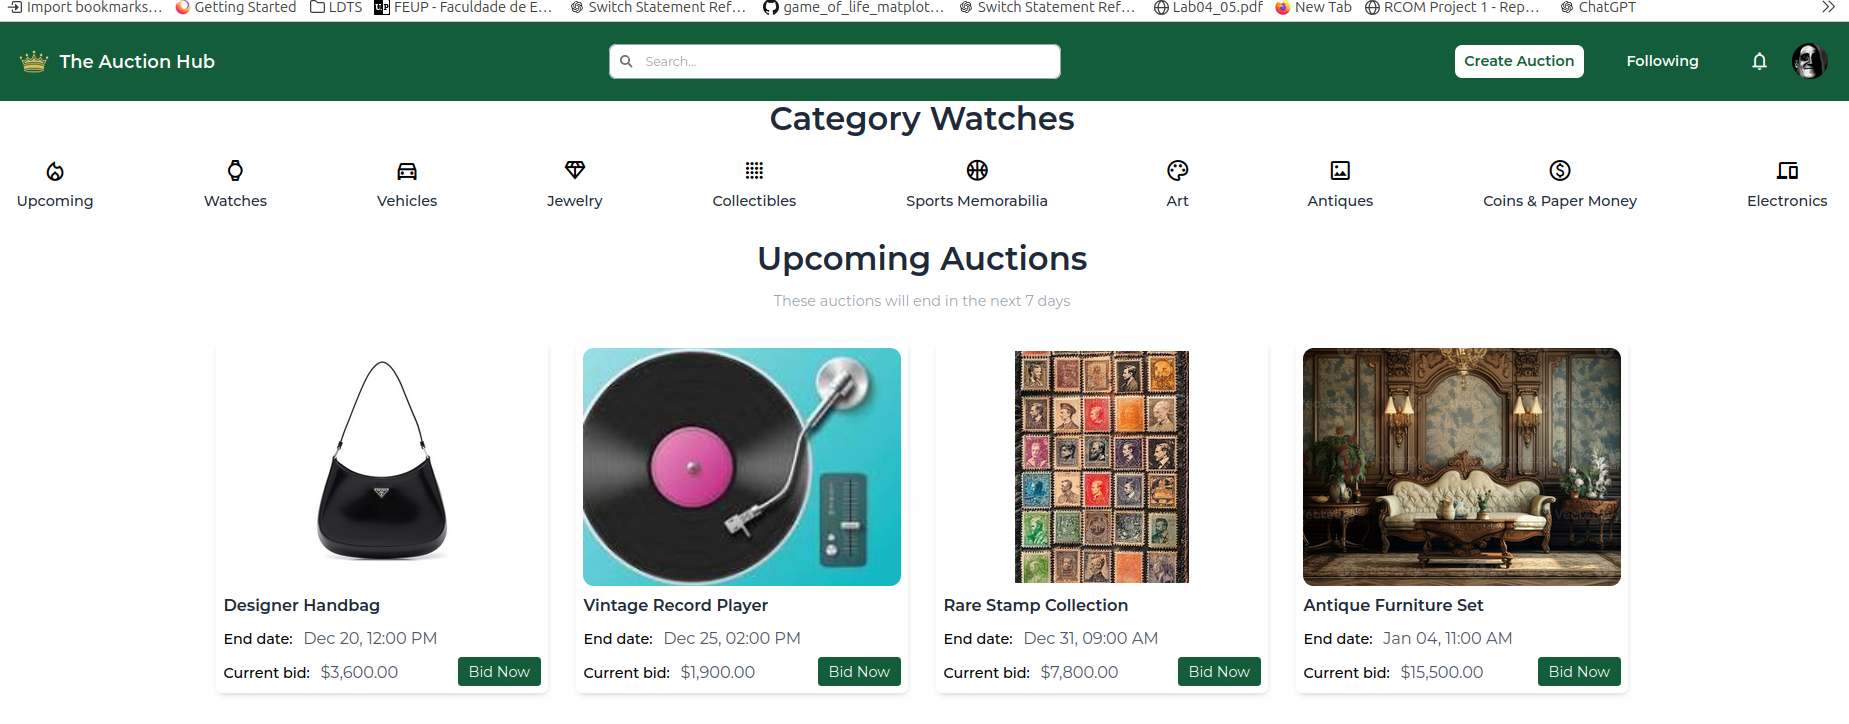 Import bookmarks... Getting Started LDTS FEUP - Faculdade de E... Switch Statement Ref... game_of_life_matplot... Switch Statement Ref... Lab04_05.pdf New Tab RCOM Project 1 - Rep... ChatGPT
The Auction Hub Search... Create Auction Following
Category Watches
Upcoming Watches Vehicles Jewelry Collectibles Sports Memorabilia Art Antiques Coins & Paper Money Electronics
Upcoming Auctions
These auctions will end in the next 7 days
Designer Handbag
End date: Dec 20, 12:00 PM
Current bid: $3,600.00 Bid Now
Vintage Record Player
End date: Dec 25, 02:00 PM
Current bid: $1,900.00 Bid Now
Rare Stamp Collection
End date: Dec 31, 09:00 AM
Current bid: $7,800.00 Bid Now
Antique Furniture Set
End date: Jan 04, 11:00 AM
Current bid: $15,500.00 Bid Now